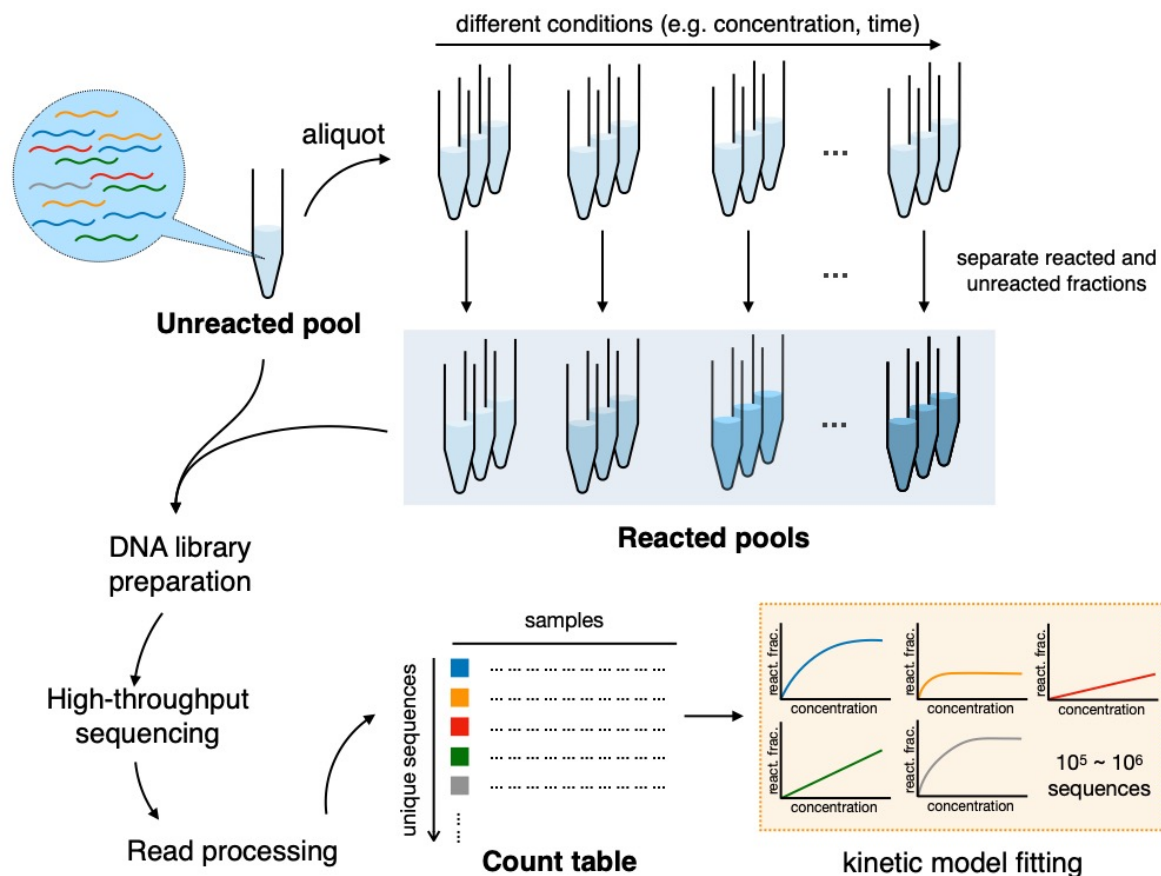 different conditions (e.g. concentration, time)
aliquot
...
Unreacted pool
...
separate reacted and
unreacted fractions
...
Reacted pools
DNA library
preparation
High-throughput
sequencing
Read processing
samples
unique sequences
... ... ... ... ... ... ... ... ... ...
... ... ... ... ... ... ... ... ... ...
... ... ... ... ... ... ... ... ... ...
... ... ... ... ... ... ... ... ... ...
... ... ... ... ... ... ... ... ... ...
Count table
react. frac.
concentration
react. frac.
concentration
react. frac.
concentration
react. frac.
concentration
react. frac.
concentration
10⁵ ~ 10⁶
sequences
kinetic model fitting